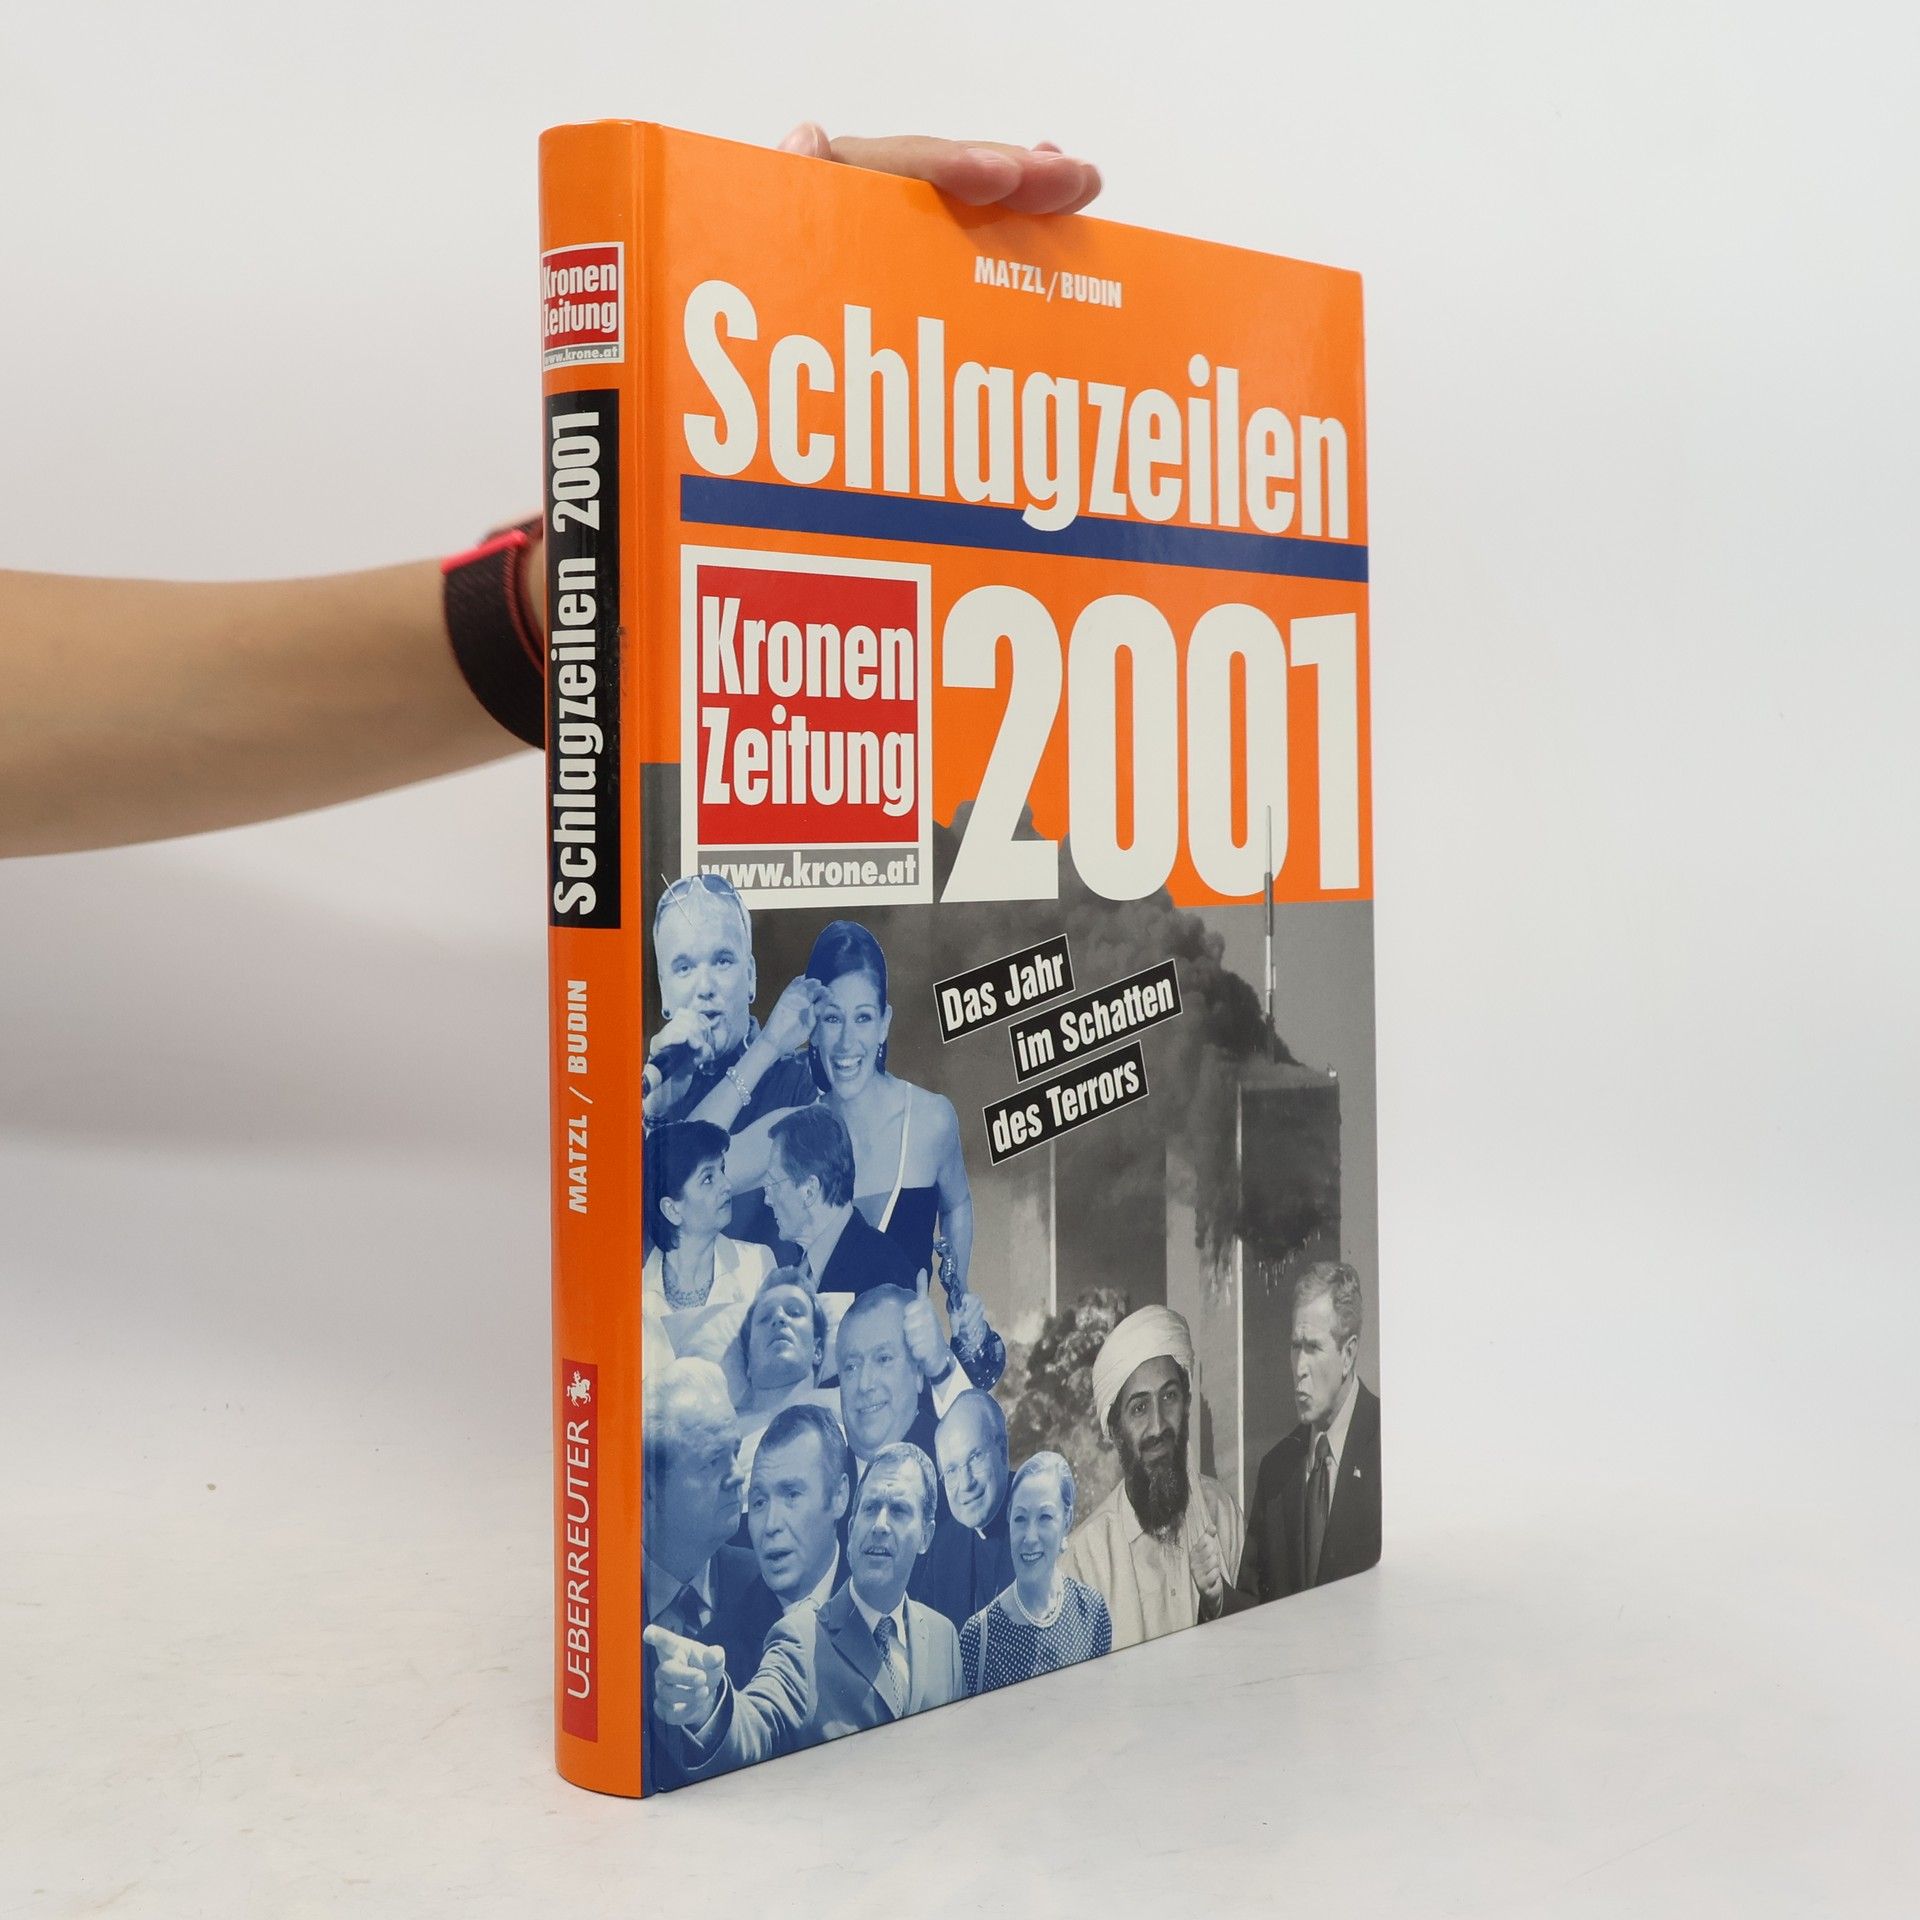 Kronen
Zeitung
www.krone.at
Schlagzeilen 2001
MATZL / BUDIN
UEBERREUTER
MATZL/BUDIN
Schlagzeilen
Kronen
Zeitung
www.krone.at
2001
Das Jahr
im Schatten
des Terrors